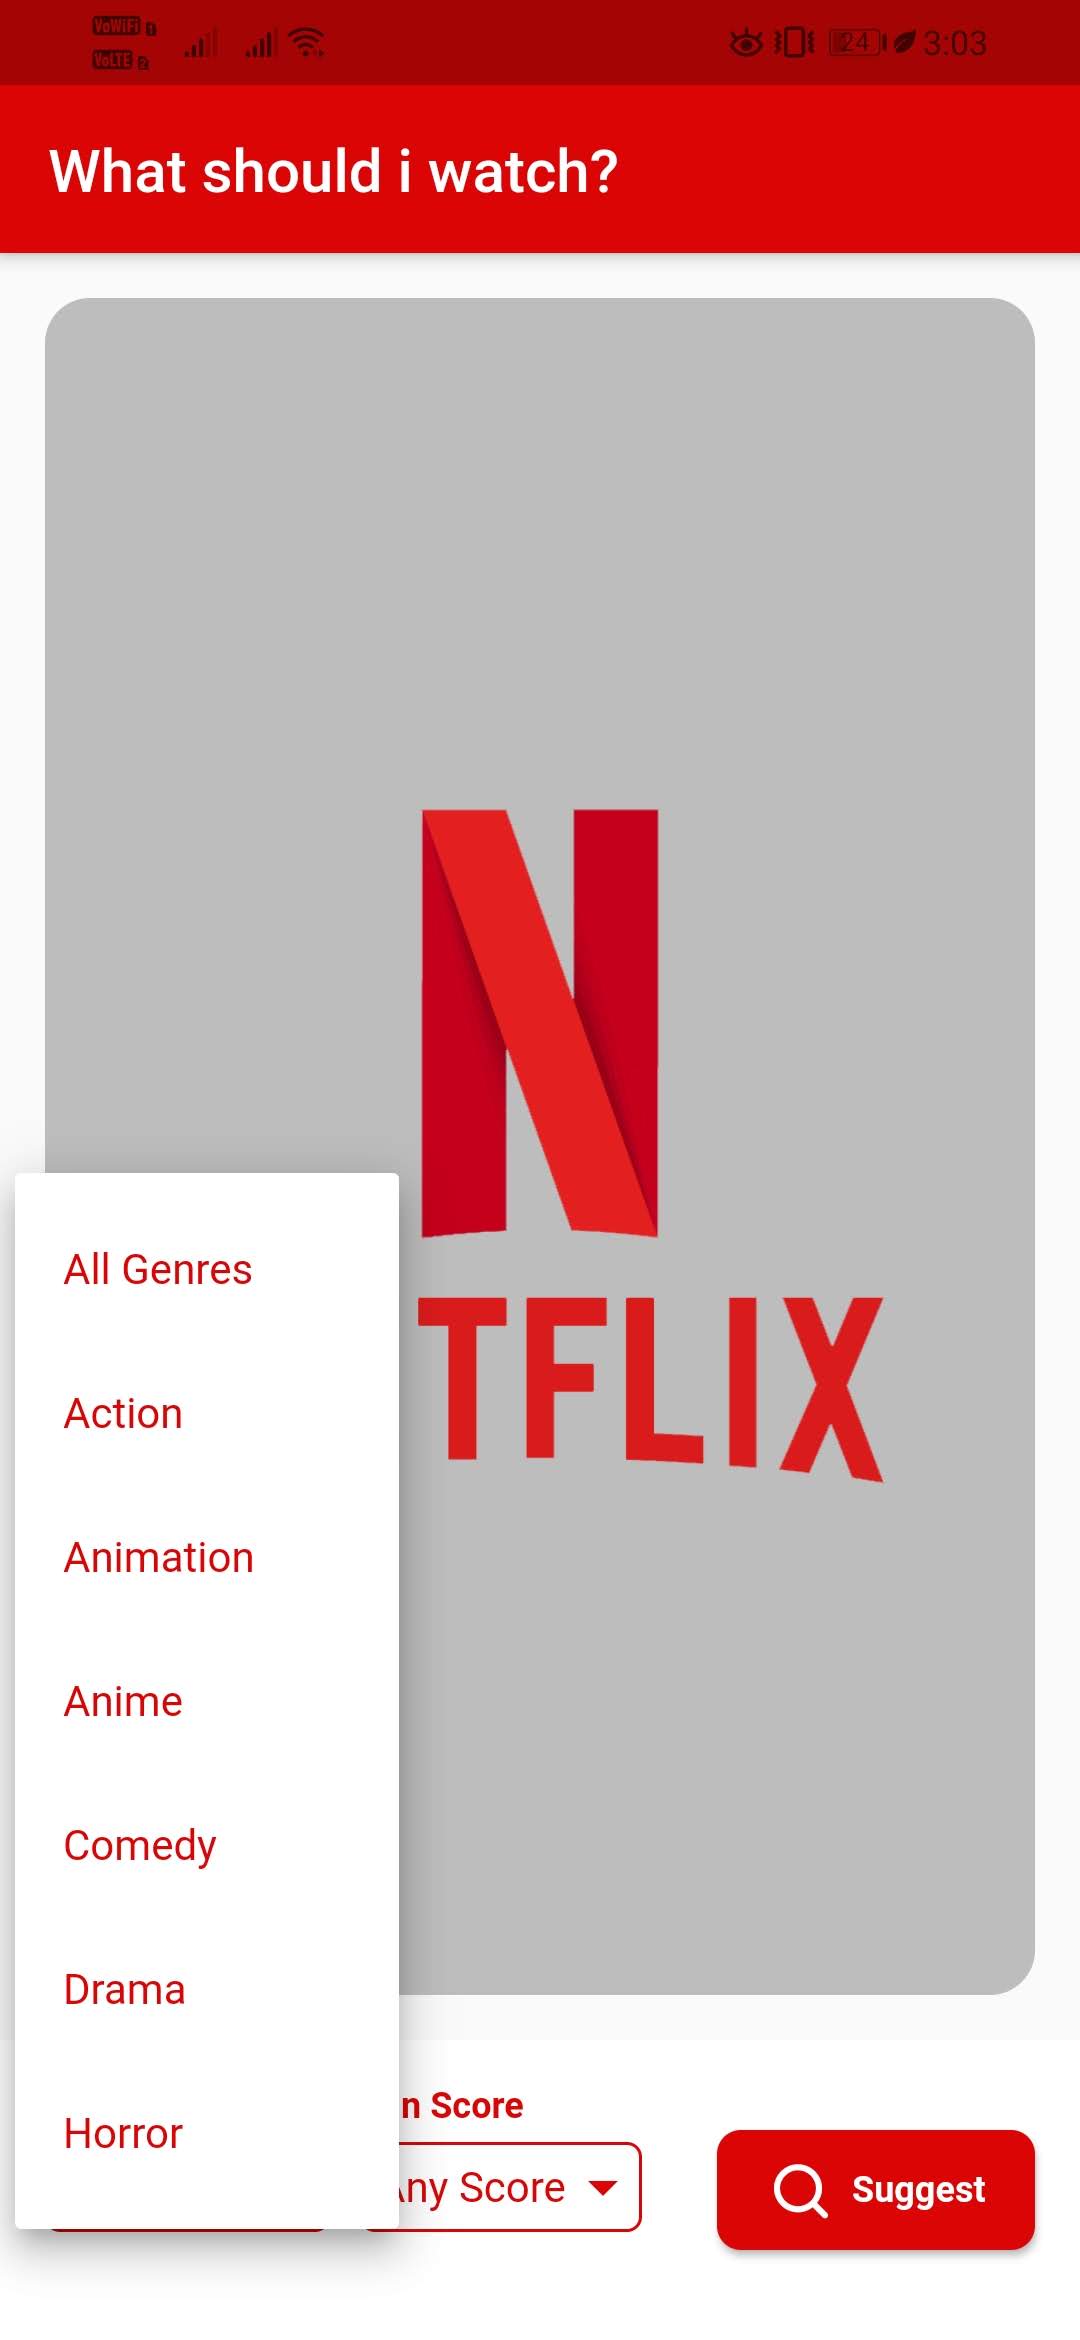 VoWiFi 1
VoLTE 2
24
3:03
What should i watch?
N
TFLIX
All Genres
Action
Animation
Anime
Comedy
Drama
Horror
n Score
Any Score
Suggest